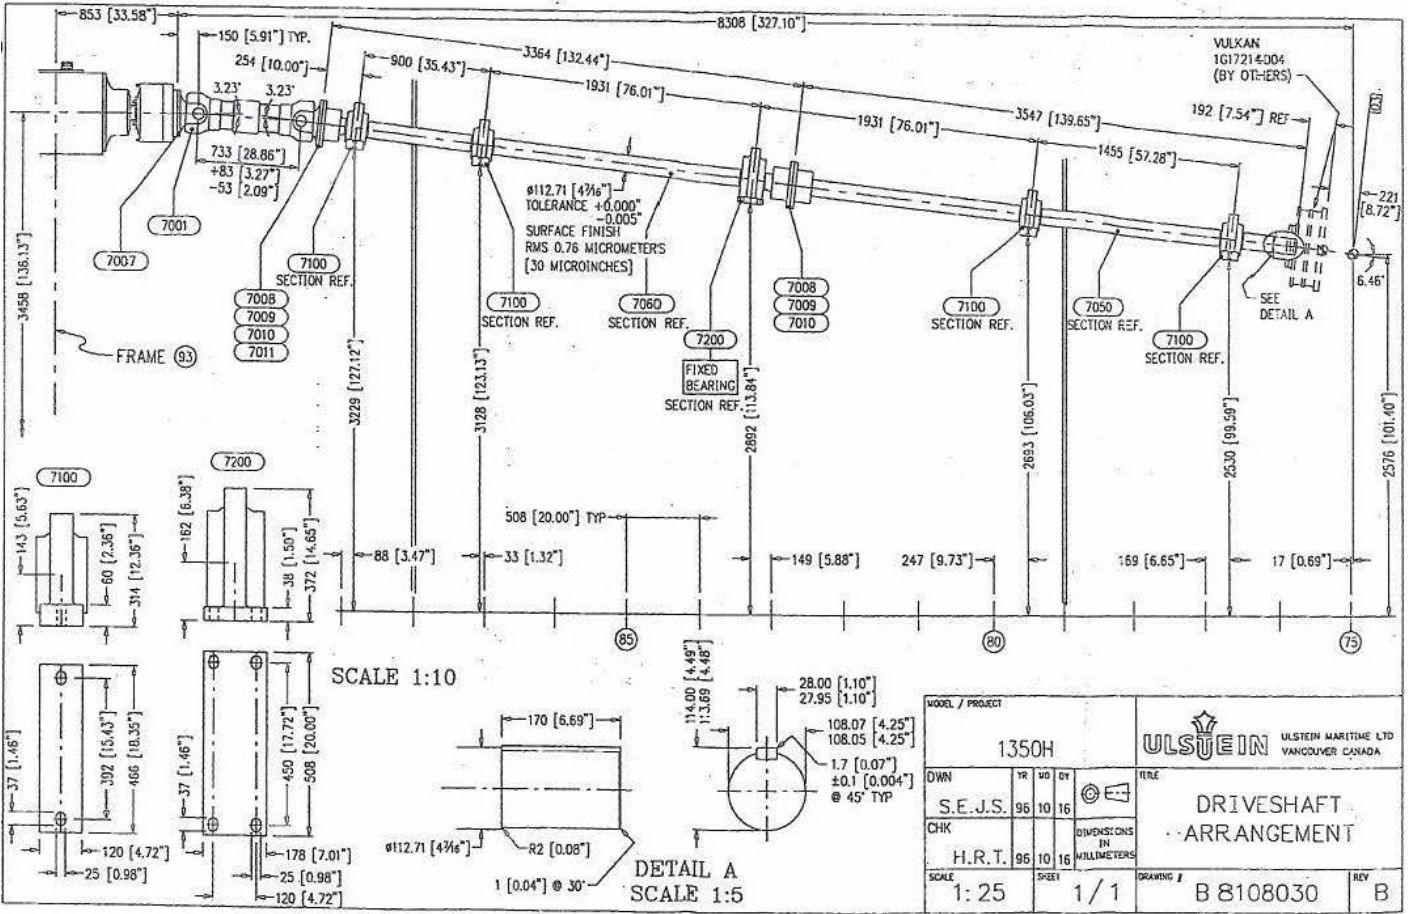 853 [33.58"]
8308 [327.10"]
150 [5.91"] TYP.
3364 [132.44"]
254 [10.00"]
900 [35.43"]
1931 [76.01"]
VULKAN
1G17214004
(BY OTHERS)
3.23°
3.23°
3547 [139.65"]
192 [7.54"] REF
1931 [76.01"]
1455 [57.28"]
733 [28.86"]
+83 [3.27"]
-53 [2.09"]
ø112.71 [4⁷⁄₁₆"]
TOLERANCE +0.000"
-0.005"
SURFACE FINISH
RMS 0.76 MICROMETERS
[30 MICROINCHES]
221
[8.72"]
7001
7007
6.46°
7100
SECTION REF.
7008
7009
7010
7011
7100
SECTION REF.
7060
SECTION REF.
7200
FIXED
BEARING
SECTION REF.
7008
7009
7010
7100
SECTION REF.
7050
SECTION REF.
7100
SECTION REF.
SEE
DETAIL A
3458 [136.13"]
FRAME 93
3229 [127.12"]
3128 [123.13"]
2892 [113.84"]
2693 [106.03"]
2530 [99.59"]
2576 [101.40"]
7100
7200
143 [5.63"]
60 [2.36"]
314 [12.36"]
162 [6.38"]
38 [1.50"]
372 [14.65"]
508 [20.00"] TYP
88 [3.47"]
33 [1.32"]
149 [5.88"]
247 [9.73"]
169 [6.65"]
17 [0.69"]
85
80
75
SCALE 1:10
37 [1.46"]
392 [15.43"]
466 [18.35"]
120 [4.72"]
25 [0.98"]
37 [1.46"]
450 [17.72"]
508 [20.00"]
178 [7.01"]
25 [0.98"]
120 [4.72"]
170 [6.69"]
ø112.71 [4⁷⁄₁₆"]
R2 [0.08"]
1 [0.04"] @ 30°
DETAIL A
SCALE 1:5
114.00 [4.49"]
113.69 [4.48"]
28.00 [1.10"]
27.95 [1.10"]
108.07 [4.25"]
108.05 [4.25"]
1.7 [0.07"]
±0.1 [0.004"]
@ 45° TYP
MODEL / PROJECT
1350H
ULSTEIN
ULSTEIN MARITIME LTD
VANCOUVER CANADA
DWN YR MO DY
S.E.J.S. 96 10 16
CHK
H.R.T. 96 10 16
DIMENSIONS
IN
MILLIMETERS
TITLE
DRIVESHAFT
ARRANGEMENT
SCALE
1:25
SHEET
1/1
DRAWING #
B 8108030
REV
B